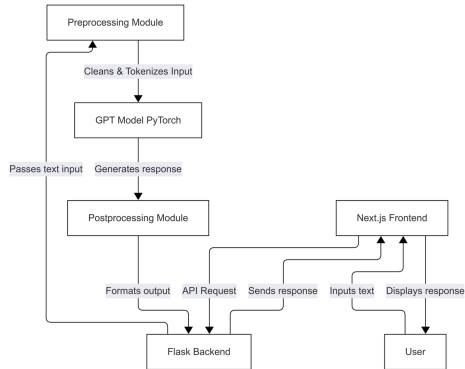 Preprocessing Module
Cleans & Tokenizes Input
GPT Model PyTorch
Passes text input
Generates response
Postprocessing Module
Next.js Frontend
Formats output
API Request
Sends response
Inputs text
Displays response
Flask Backend
User